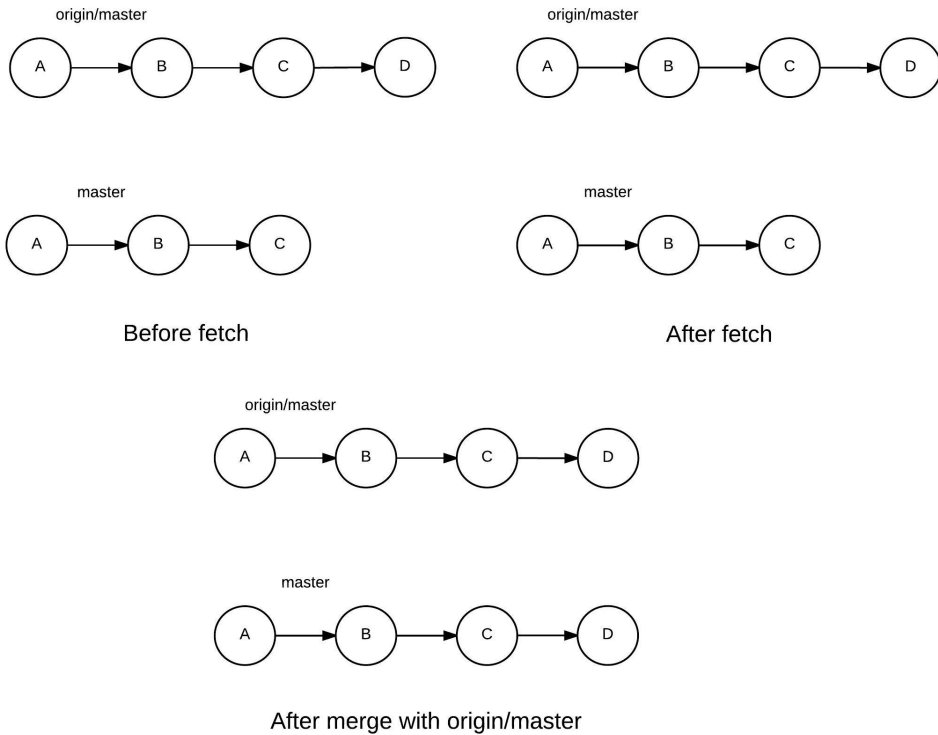 origin/master
A B C D
master
A B C
Before fetch
origin/master
A B C D
master
A B C
After fetch
origin/master
A B C D
master
A B C D
After merge with origin/master